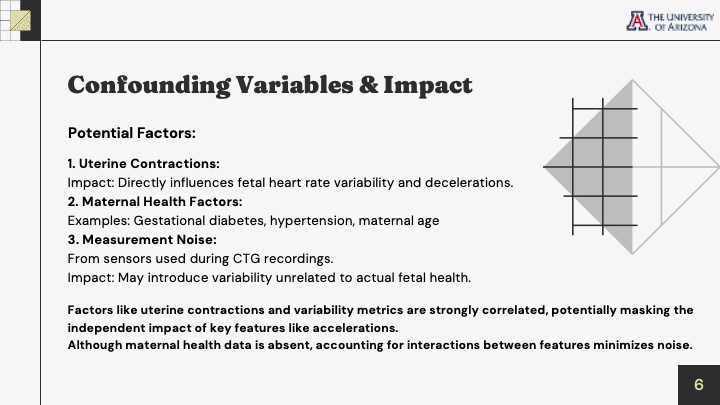 THE UNIVERSITY
OF ARIZONA
Confounding Variables & Impact
Potential Factors:
1. Uterine Contractions:
Impact: Directly influences fetal heart rate variability and decelerations.
2. Maternal Health Factors:
Examples: Gestational diabetes, hypertension, maternal age
3. Measurement Noise:
From sensors used during CTG recordings.
Impact: May introduce variability unrelated to actual fetal health.
Factors like uterine contractions and variability metrics are strongly correlated, potentially masking the
independent impact of key features like accelerations.
Although maternal health data is absent, accounting for interactions between features minimizes noise.
6